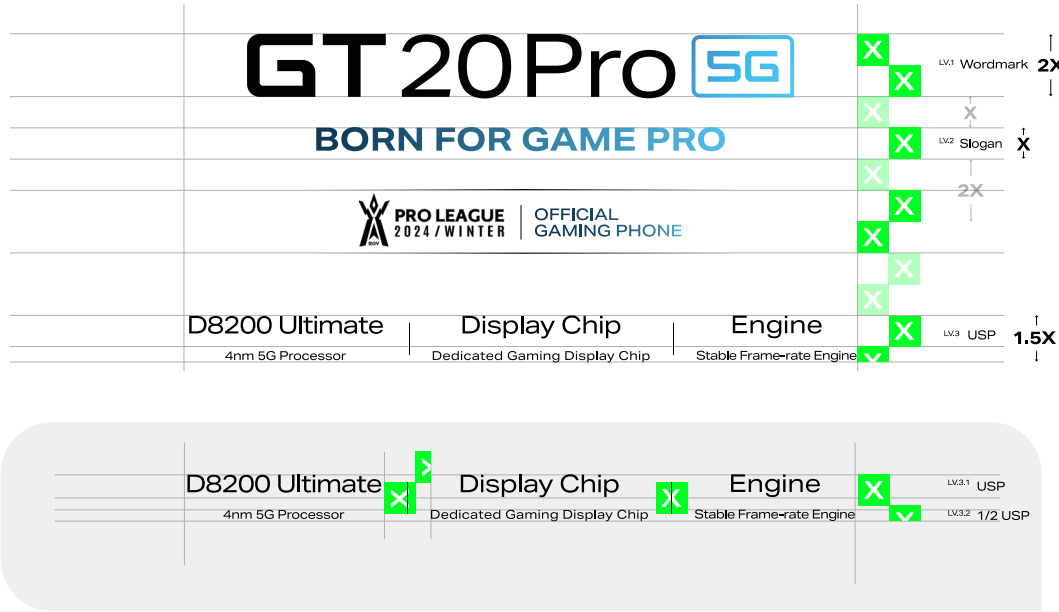 GT 20 Pro 5G
X
LV.1 Wordmark 2X
X
X X
BORN FOR GAME PRO
X
LV.2 Slogan X
X
2X
PRO LEAGUE
2024/WINTER
ROV
OFFICIAL
GAMING PHONE
X
X
X
X
D8200 Ultimate
Display Chip
Engine
X
LV.3 USP 1.5X
4nm 5G Processor
Dedicated Gaming Display Chip
Stable Frame-rate Engine
X
X
D8200 Ultimate
X
Display Chip
X
Engine
X
LV.3.1 USP
4nm 5G Processor
Dedicated Gaming Display Chip
Stable Frame-rate Engine
X
LV.3.2 1/2 USP